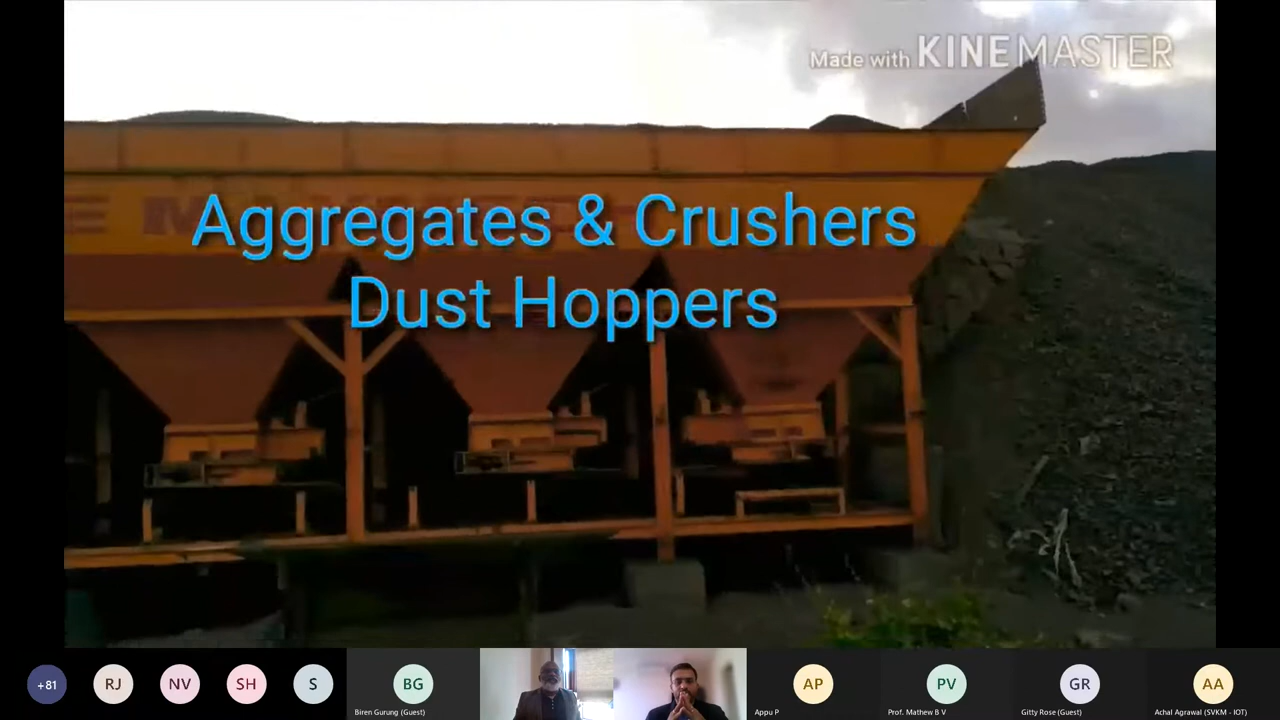 Made with KINEMASTER
Aggregates & Crushers
Dust Hoppers
+81
RJ
NV
SH
S
BG
AP
PV
GR
AA
Biren Gurung (Guest)
Appu P
Prof. Mathew B V
Gitty Rose (Guest)
Achal Agrawal (SVKM - IOT)